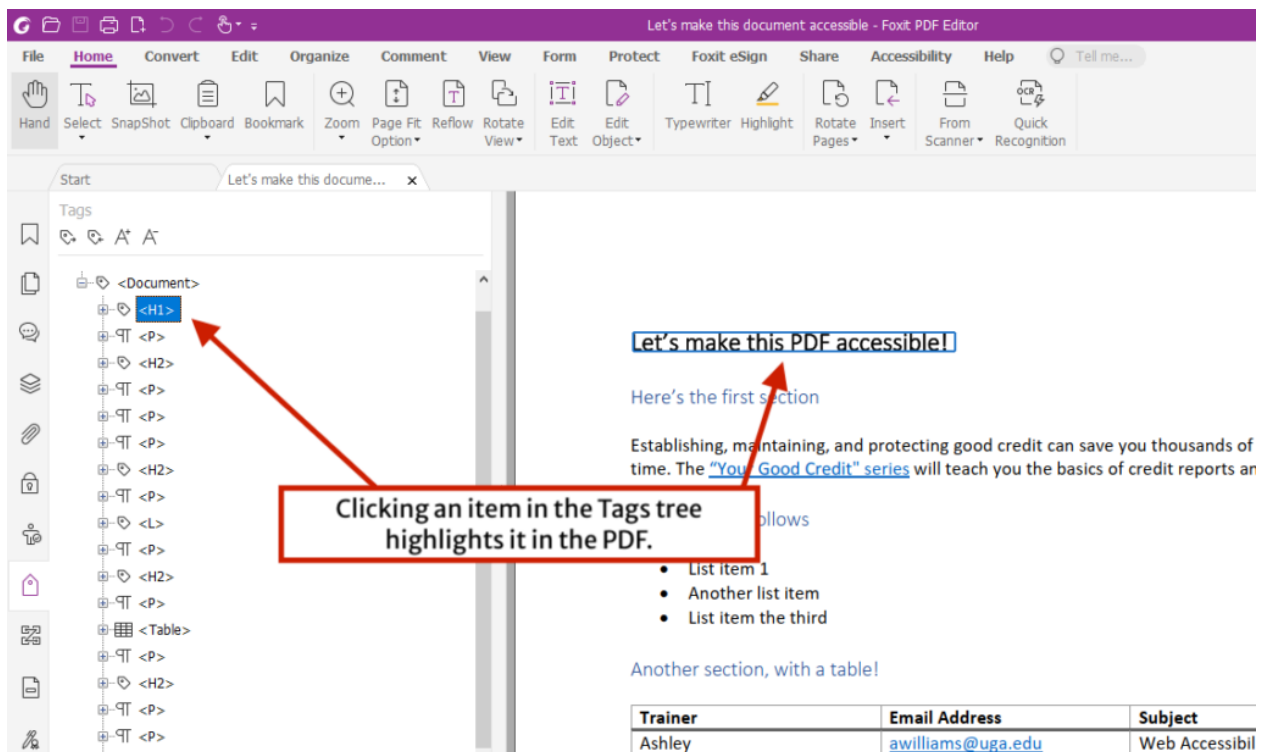 Let's make this document accessible - Foxit PDF Editor
File Home Convert Edit Organize Comment View Form Protect Foxit eSign Share Accessibility Help Tell me...
Hand Select SnapShot Clipboard Bookmark Zoom Page Fit Option Reflow Rotate View Edit Text Edit Object Typewriter Highlight Rotate Pages Insert From Scanner Quick Recognition
Start Let's make this docume... x
Tags
<Document>
<H1>
<P>
<H2>
<P>
<P>
<H2>
<P>
<L>
<P>
<H2>
<P>
<Table>
<P>
<H2>
<P>
<P>
Clicking an item in the Tags tree
highlights it in the PDF.
Let's make this PDF accessible!
Here's the first section
Establishing, maintaining, and protecting good credit can save you thousands of
time. The "Your Good Credit" series will teach you the basics of credit reports
List item 1
Another list item
List item the third
Another section, with a table!
Trainer Email Address Subject
Ashley awilliams@uga.edu Web Accessibil